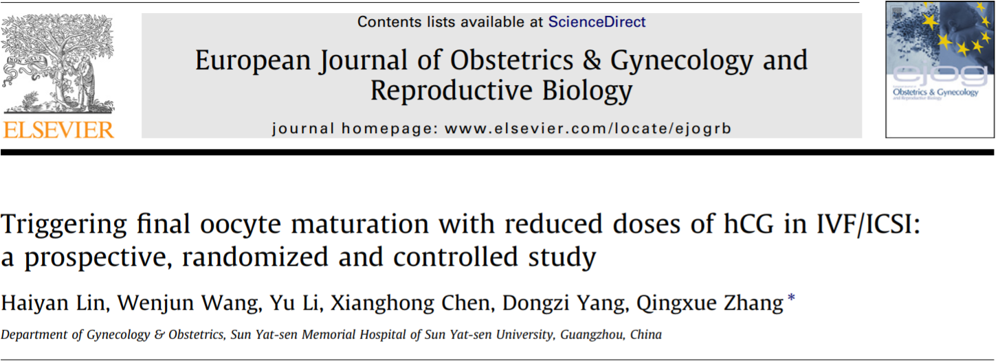 Contents lists available at ScienceDirect
European Journal of Obstetrics & Gynecology and
Reproductive Biology
journal homepage: www.elsevier.com/locate/ejogrb
NON SOLUS
ELSEVIER
ejog
Obstetrics & Gynecology
and Reproductive Biology
Triggering final oocyte maturation with reduced doses of hCG in IVF/ICSI:
a prospective, randomized and controlled study
Haiyan Lin, Wenjun Wang, Yu Li, Xianghong Chen, Dongzi Yang, Qingxue Zhang *
Department of Gynecology & Obstetrics, Sun Yat-sen Memorial Hospital of Sun Yat-sen University, Guangzhou, China